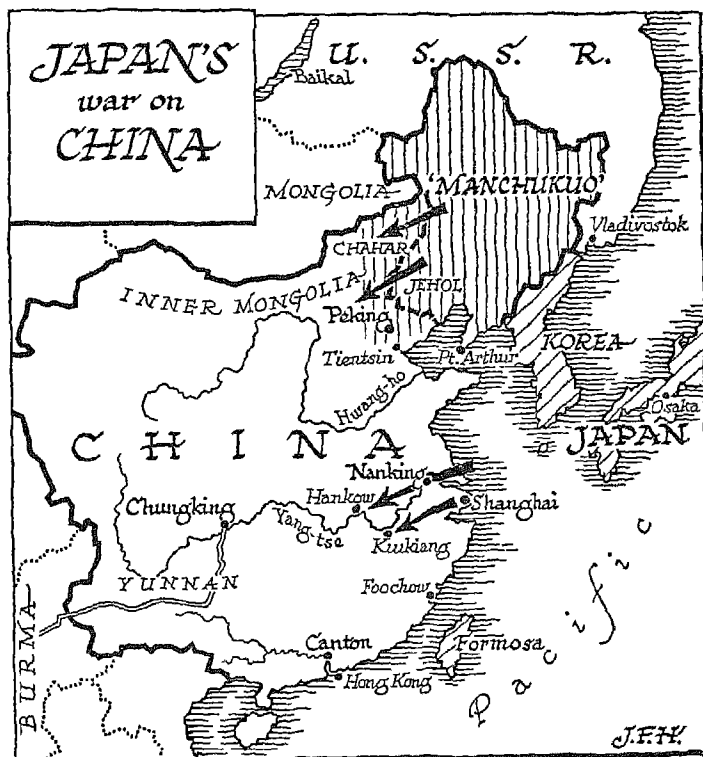 JAPAN'S
war on
CHINA
U. S. S. R.
Baikal
MONGOLIA
'MANCHUKUO'
Vladivostok
CHAHAR
INNER MONGOLIA
JEHOL
Peking
Tientsin
Pt. Arthur
KOREA
Hwang-ho
Osaka
CHINA
JAPAN
Nanking
Hankow
Shanghai
Chungking
Yang-tse
Kiukiang
YUNNAN
Foochow
BURMA
Canton
Formosa
Hong Kong
Pacific
J.F.H.